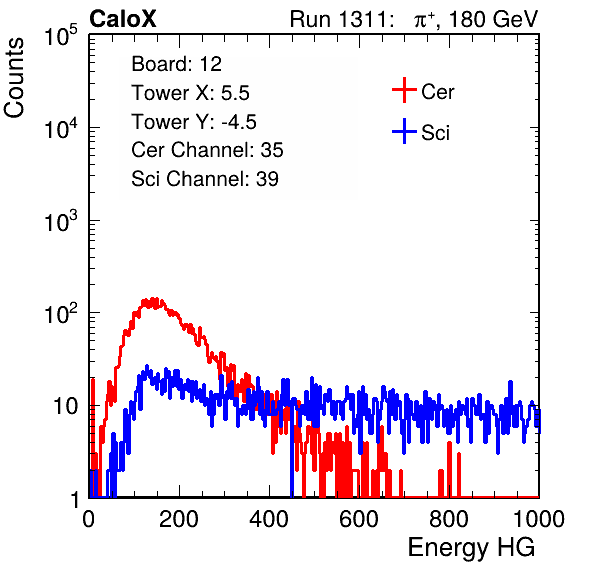 CaloX Run 1311: π⁺, 180 GeV
Board: 12
Tower X: 5.5
Tower Y: -4.5
Cer Channel: 35
Sci Channel: 39
Cer
Sci
Counts
10⁵
10⁴
10³
10²
10
1
0 200 400 600 800 1000
Energy HG